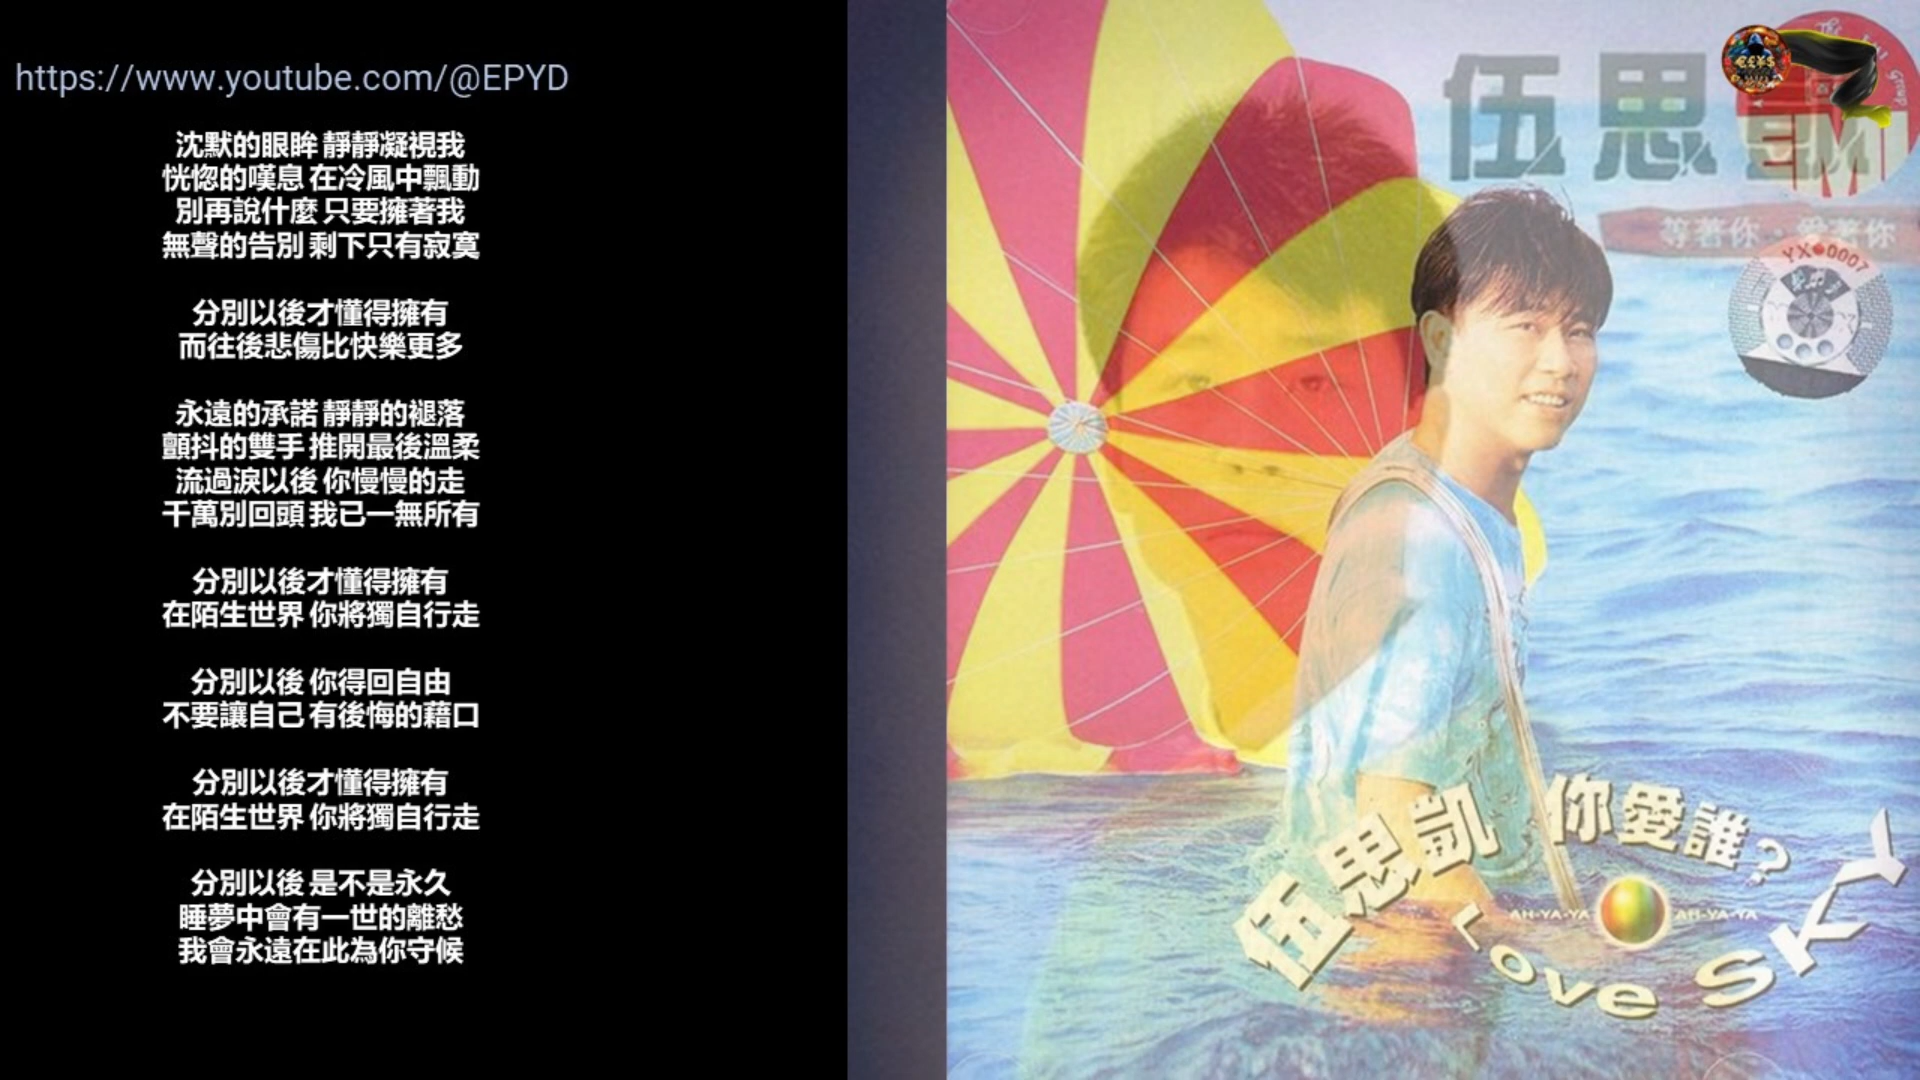 https://www.youtube.com/@EPYD
沈默的眼眸 靜靜凝視我
恍惚的嘆息 在冷風中飄動
別再說什麼 只要擁著我
無聲的告別 剩下只有寂寞
分別以後才懂得擁有
而往後悲傷比快樂更多
永遠的承諾 靜靜的褪落
顫抖的雙手 推開最後溫柔
流過淚以後 你慢慢的走
千萬別回頭 我已一無所有
分別以後才懂得擁有
在陌生世界 你將獨自行走
分別以後 你得回自由
不要讓自己 有後悔的藉口
分別以後才懂得擁有
在陌生世界 你將獨自行走
分別以後 是不是永久
睡夢中會有一世的離愁
我會永遠在此為你守候
伍思凱
EMI
等著你·愛著你
YX 0007
伍思凱 你愛誰?
AH-YA-YA AH-YA-YA
Love SKY